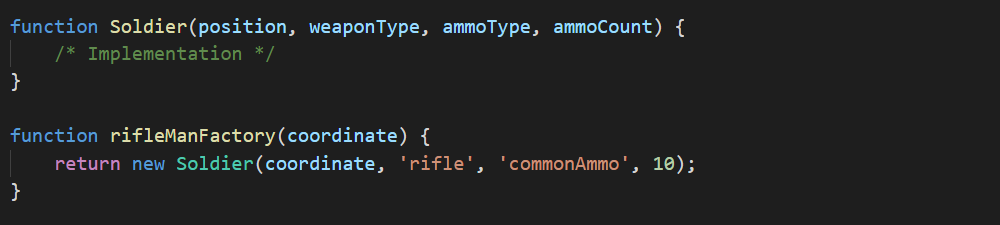 function Soldier(position, weaponType, ammoType, ammoCount) {
    /* Implementation */
}
function rifleManFactory(coordinate) {
    return new Soldier(coordinate, 'rifle', 'commonAmmo', 10);
}